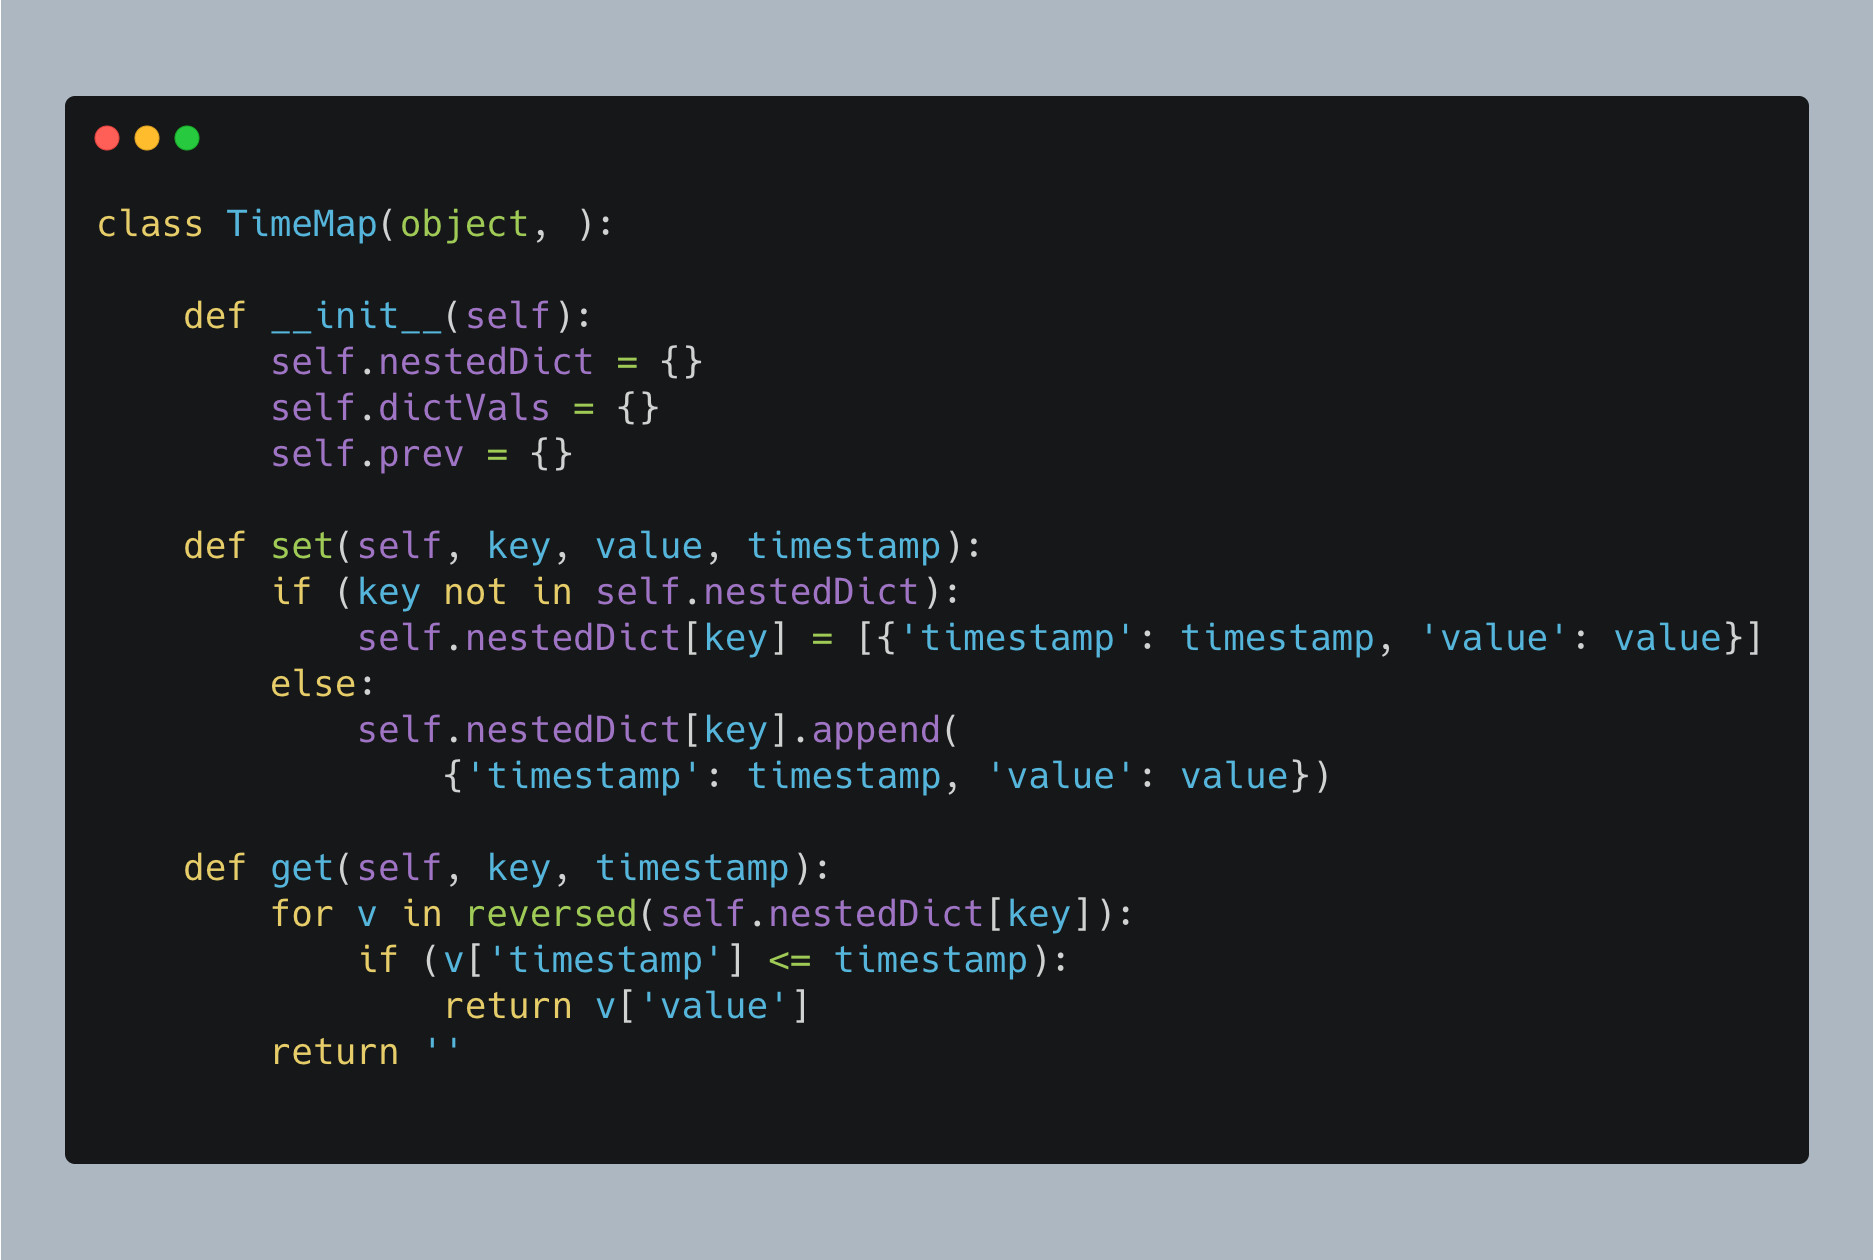 class TimeMap(object, ):

    def __init__(self):
        self.nestedDict = {}
        self.dictVals = {}
        self.prev = {}

    def set(self, key, value, timestamp):
        if (key not in self.nestedDict):
            self.nestedDict[key] = [{'timestamp': timestamp, 'value': value}]
        else:
            self.nestedDict[key].append(
                {'timestamp': timestamp, 'value': value})

    def get(self, key, timestamp):
        for v in reversed(self.nestedDict[key]):
            if (v['timestamp'] <= timestamp):
                return v['value']
        return ''